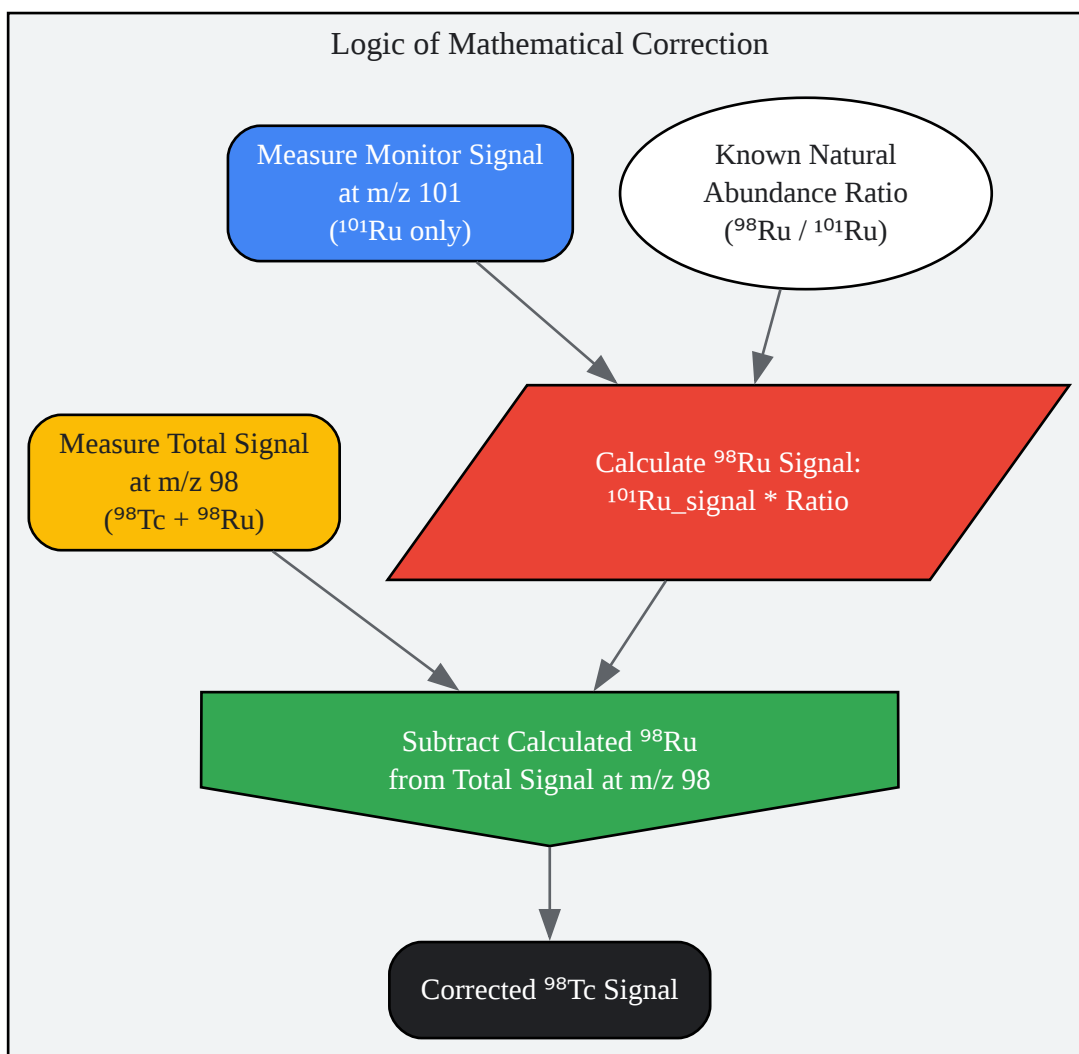 Logic of Mathematical Correction
Measure Monitor Signal
at m/z 101
(¹⁰¹Ru only)
Known Natural
Abundance Ratio
(⁹⁸Ru / ¹⁰¹Ru)
Measure Total Signal
at m/z 98
(⁹⁸Tc + ⁹⁸Ru)
Calculate ⁹⁸Ru Signal:
¹⁰¹Ru_signal * Ratio
Subtract Calculated ⁹⁸Ru
from Total Signal at m/z 98
Corrected ⁹⁸Tc Signal